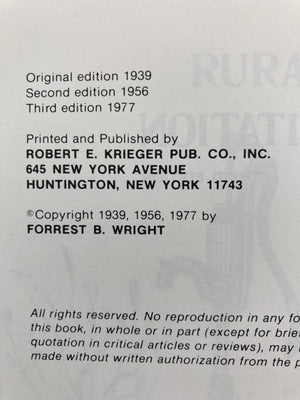 Original edition 1939
Second edition 1956
Third edition 1977
Printed and Published by
ROBERT E. KRIEGER PUB. CO., INC.
645 NEW YORK AVENUE
HUNTINGTON, NEW YORK 11743
©Copyright 1939, 1956, 1977 by
FORREST B. WRIGHT
All rights reserved. No reproduction in any fo
this book, in whole or in part (except for brief
quotation in critical articles or reviews), may
made without written authorization from the p